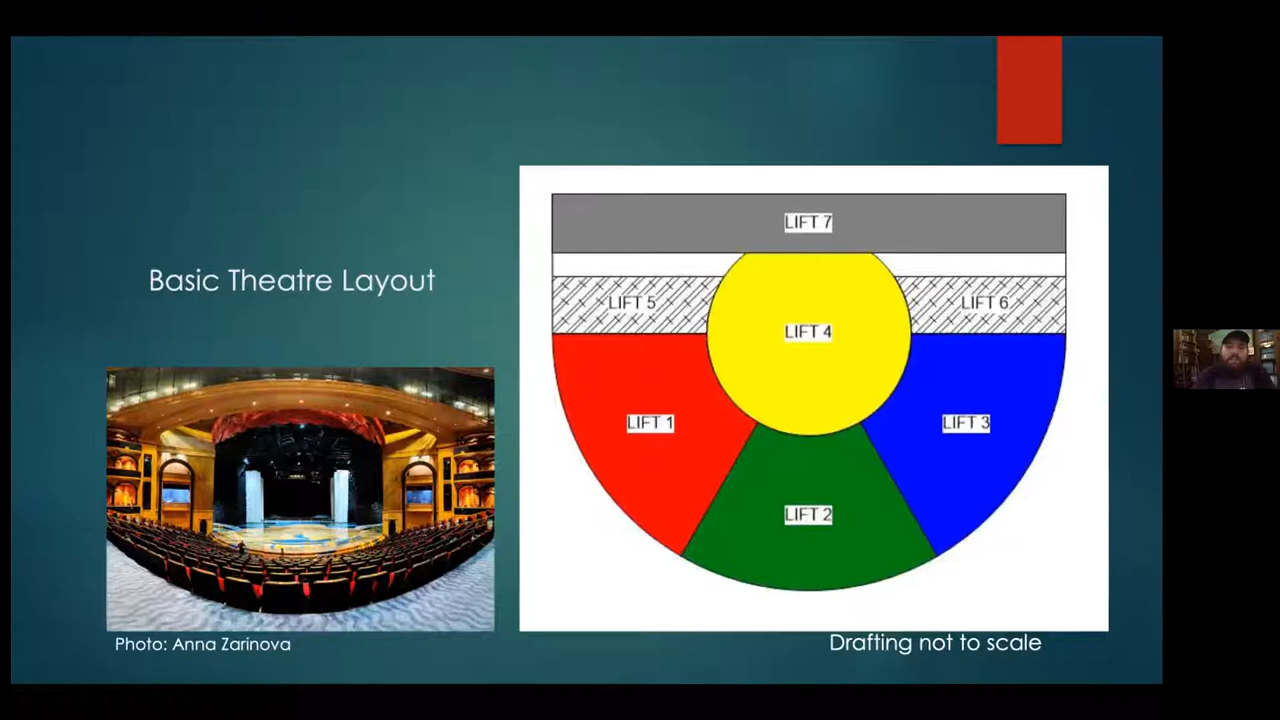 Basic Theatre Layout
Photo: Anna Zarinova
LIFT 7
LIFT 5
LIFT 6
LIFT 4
LIFT 1
LIFT 3
LIFT 2
Drafting not to scale